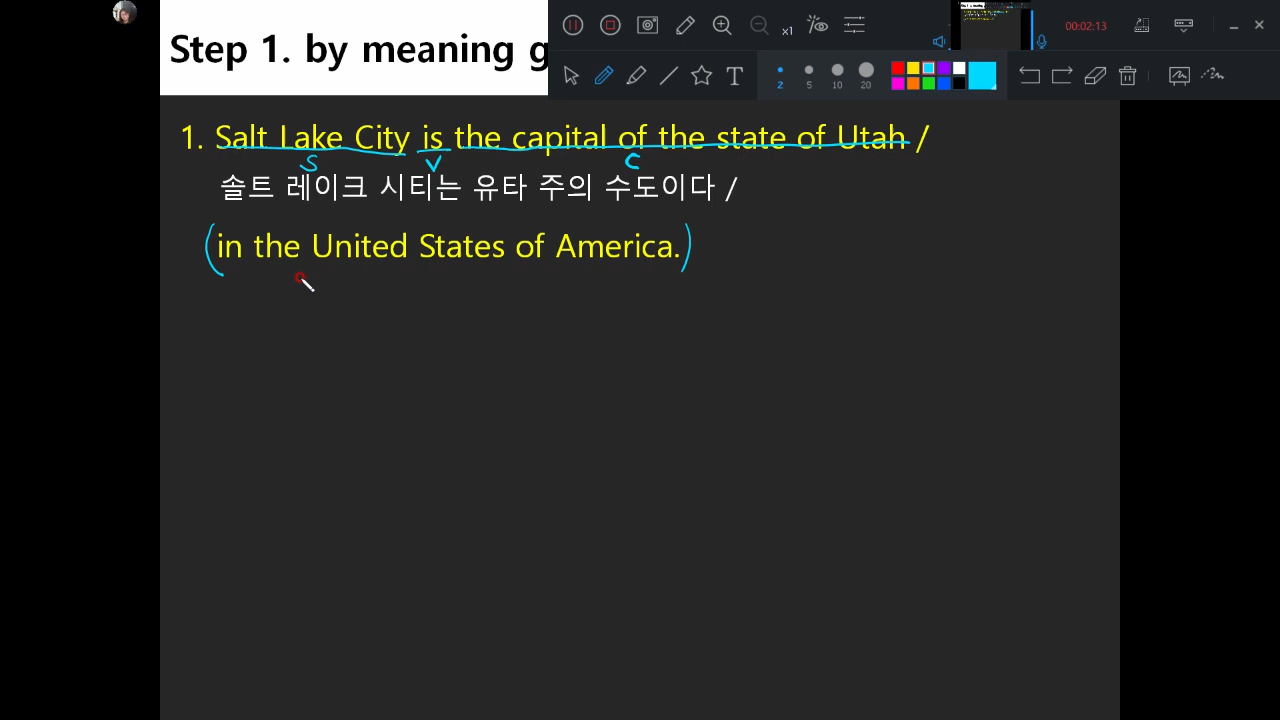 Step 1. by meaning g
x1
00:02:13
T
2 5 10 20
1. Salt Lake City is the capital of the state of Utah /
S V C
솔트 레이크 시티는 유타 주의 수도이다 /
(in the United States of America.)